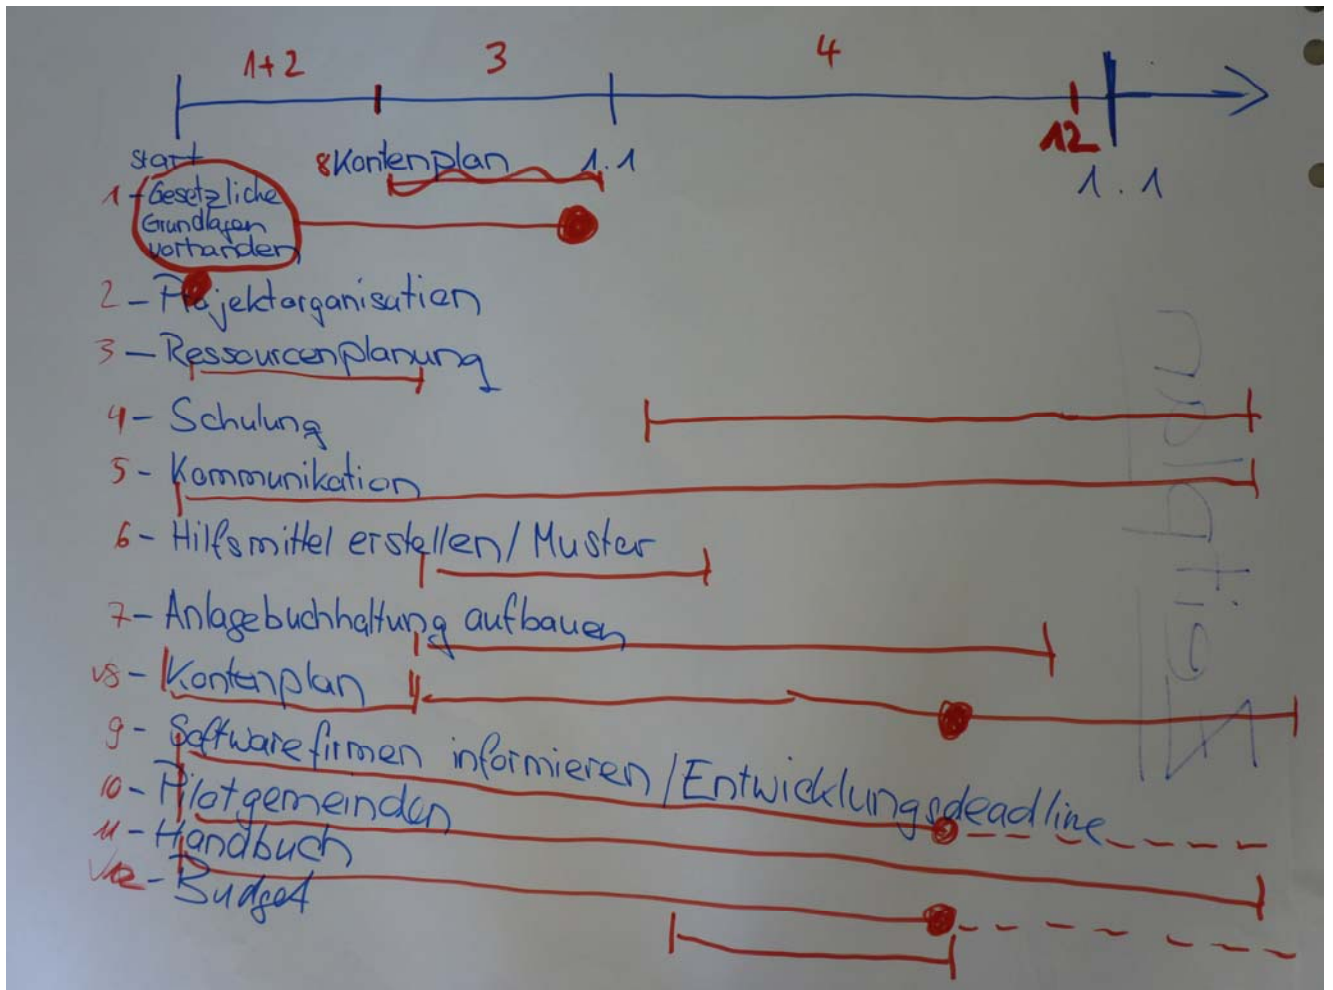 1+2 3 4
12
start 8 Kontenplan 1.1 1.1
1 - Gesetzliche
Grundlagen
vorhanden
2 - Projektorganisation
3 - Ressourcenplanung
4 - Schulung
5 - Kommunikation
6 - Hilfsmittel erstellen / Muster
7 - Anlagebuchhaltung aufbauen
√8 - Kontenplan
9 - Softwarefirmen informieren / Entwicklungsdeadline
10 - Pilotgemeinden
11 - Handbuch
√12 - Budget
Zeitplan